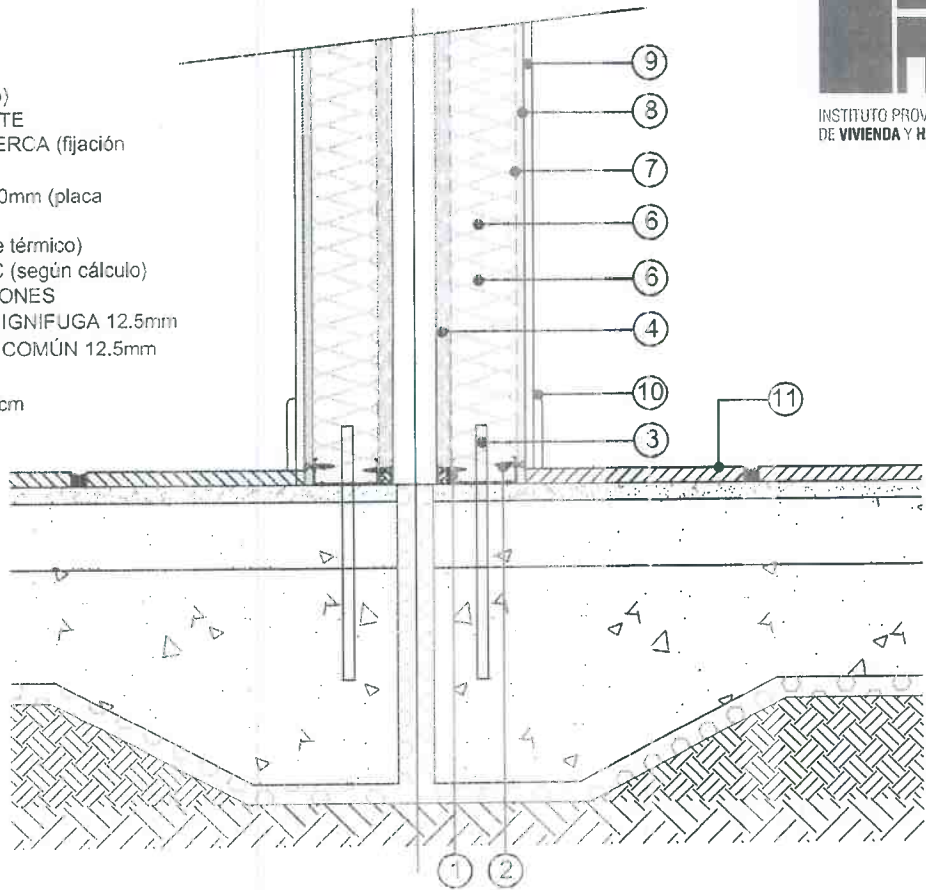 TE
ERCA (fijación
0mm (placa
e térmico)
C (según cálculo)
ONES
IGNIFUGA 12.5mm
COMÚN 12.5mm
cm
INSTITUTO PROV
DE VIVIENDA Y H
9
8
7
6
6
4
10
11
3
1 2